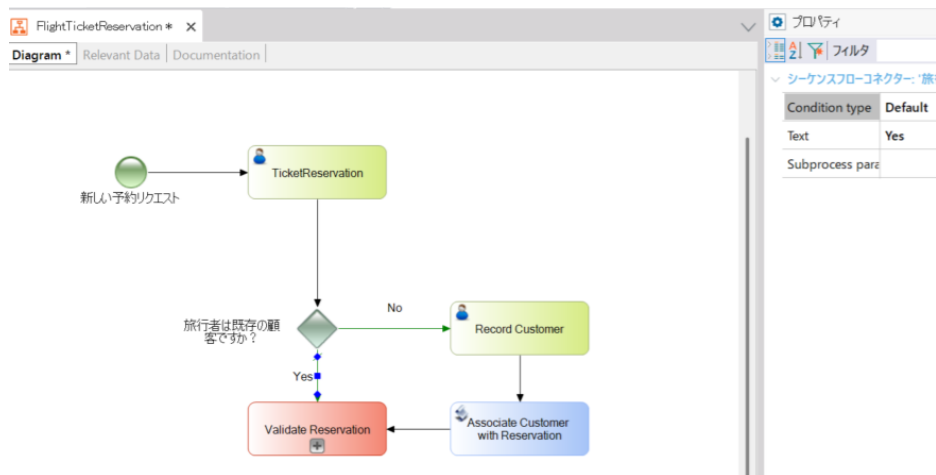 FlightTicketReservation *
Diagram * Relevant Data Documentation
新しい予約リクエスト
TicketReservation
旅行者は既存の顧
客ですか？
No
Yes
Record Customer
Associate Customer
with Reservation
Validate Reservation
プロパティ
フィルタ
シーケンスフローコネクター: '旅
Condition type Default
Text Yes
Subprocess para